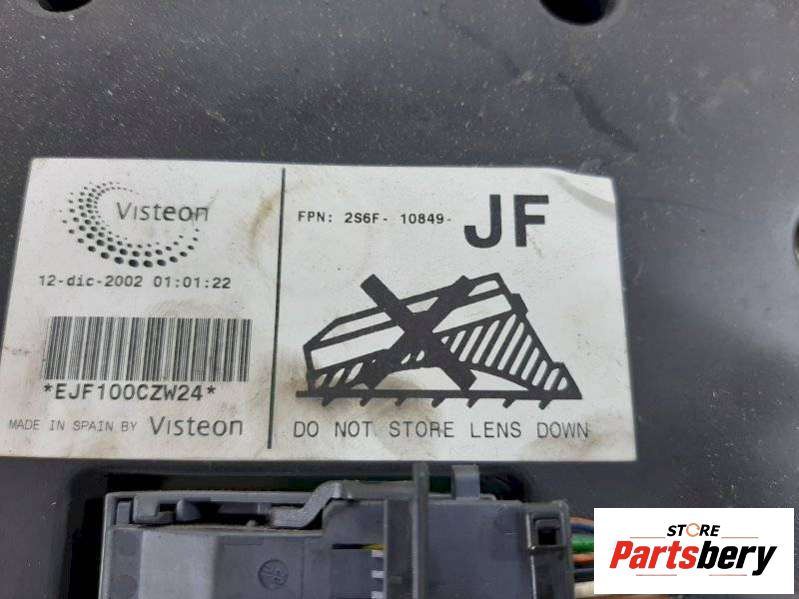 Visteon
12-dic-2002 01:01:22
*EJF100CZW24*
MADE IN SPAIN BY Visteon
FPN: 2S6F- 10849- JF
DO NOT STORE LENS DOWN
STORE
Partsbery